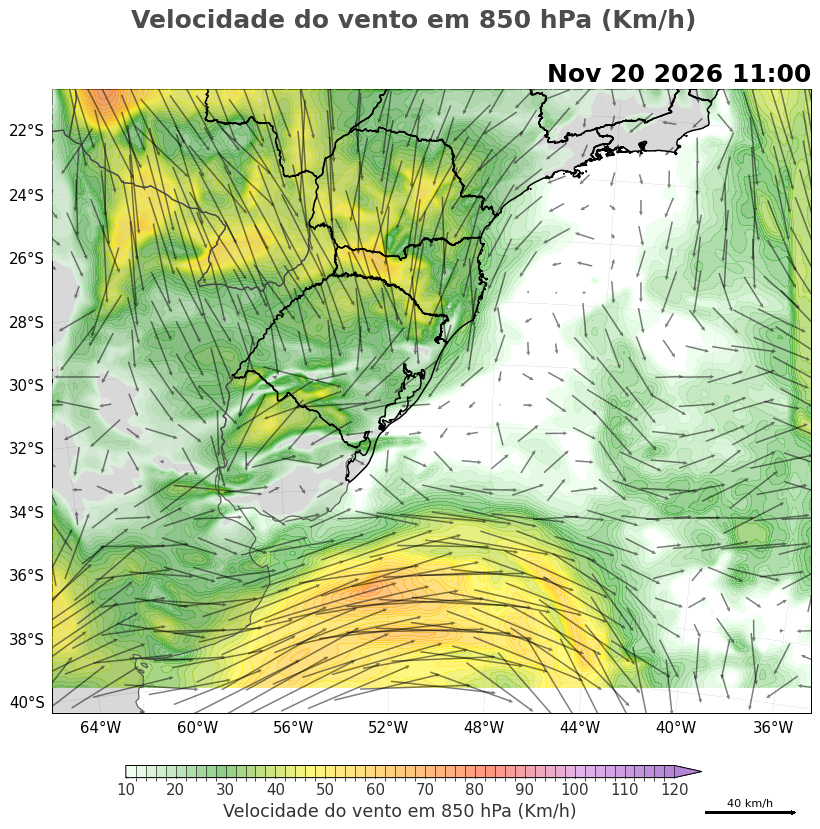 Velocidade do vento em 850 hPa (Km/h)
Nov 20 2026 11:00
22°S
24°S
26°S
28°S
30°S
32°S
34°S
36°S
38°S
40°S
64°W 60°W 56°W 52°W 48°W 44°W 40°W 36°W
10 20 30 40 50 60 70 80 90 100 110 120
Velocidade do vento em 850 hPa (Km/h)
40 km/h